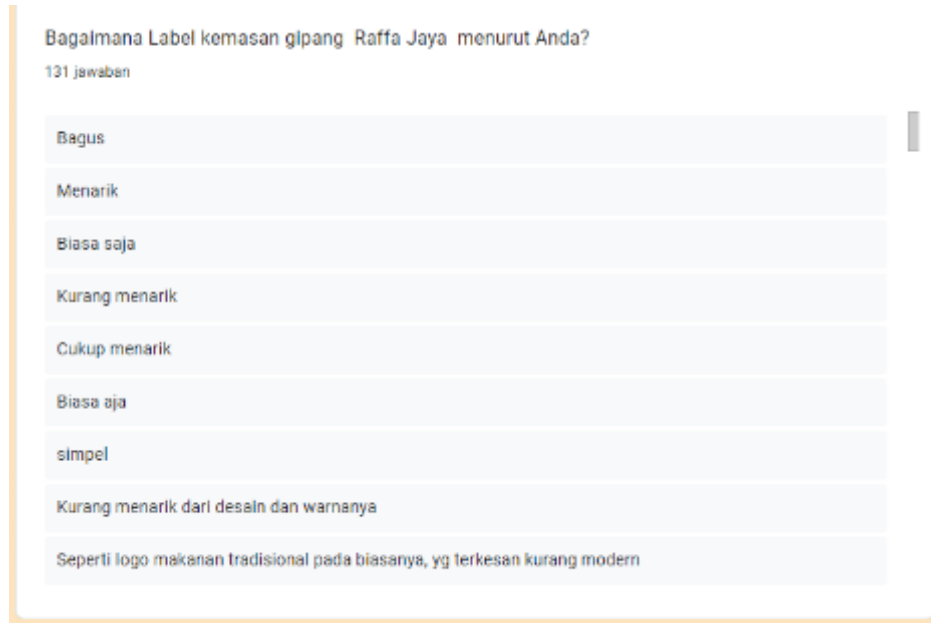 Bagaimana Label kemasan gipang Raffa Jaya menurut Anda?
131 jawaban
Bagus
Menarik
Biasa saja
Kurang menarik
Cukup menarik
Biasa aja
simpel
Kurang menarik dari desain dan warnanya
Seperti logo makanan tradisional pada biasanya, yg terkesan kurang modern